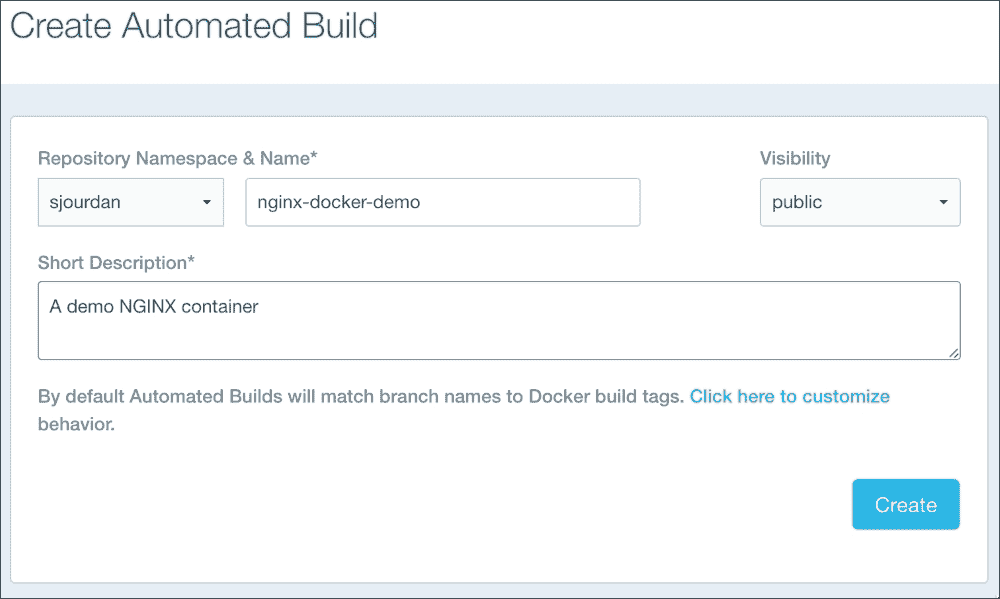 Create Automated Build
Repository Namespace & Name* Visibility
sjourdan nginx-docker-demo public
Short Description*
A demo NGINX container
By default Automated Builds will match branch names to Docker build tags. Click here to customize
behavior.
Create